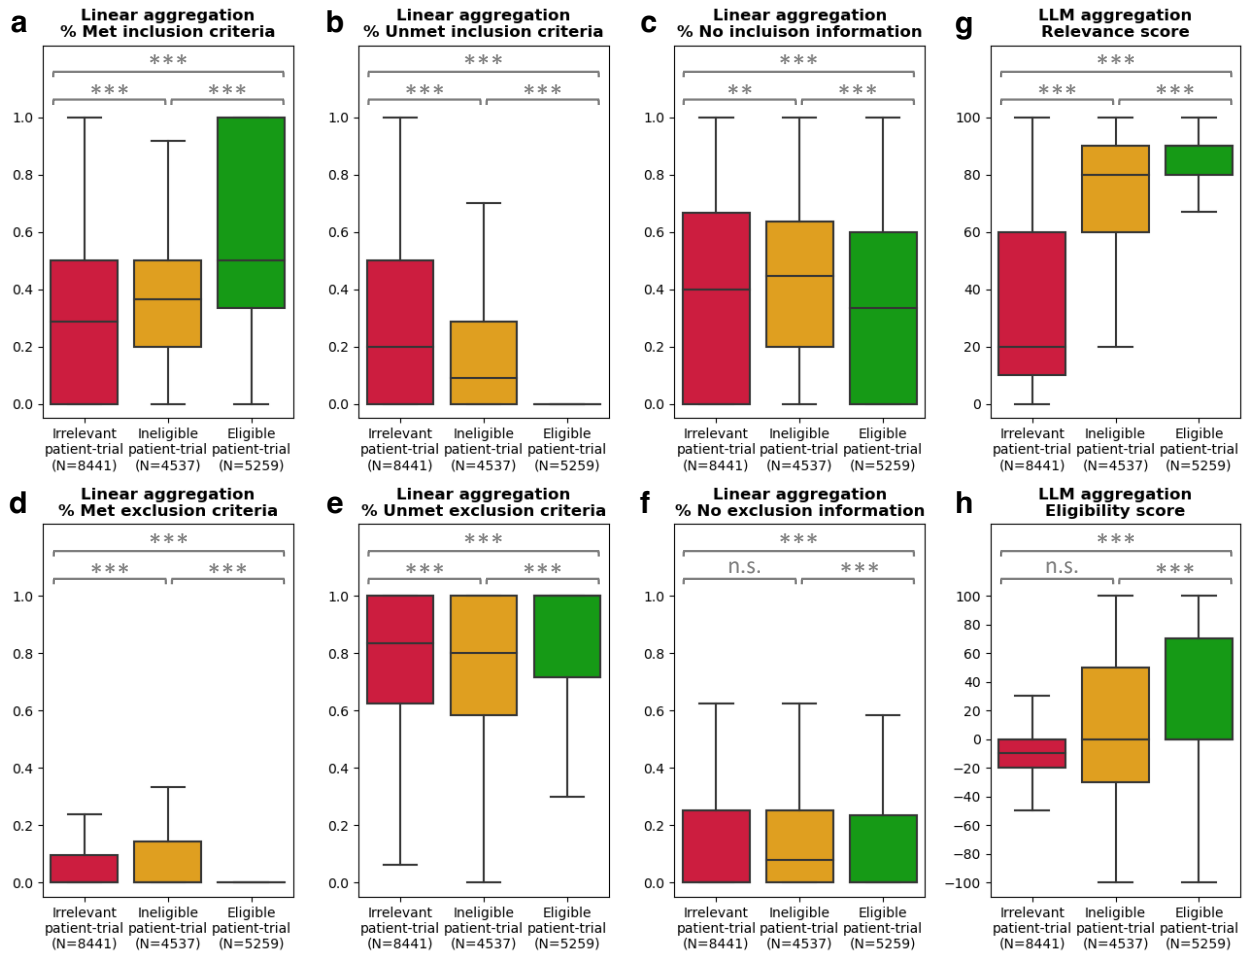 a
Linear aggregation
% Met inclusion criteria
***
***
***
1.0
0.8
0.6
0.4
0.2
0.0
Irrelevant
patient-trial
(N=8441)
Ineligible
patient-trial
(N=4537)
Eligible
patient-trial
(N=5259)
b
Linear aggregation
% Unmet inclusion criteria
***
***
***
1.0
0.8
0.6
0.4
0.2
0.0
Irrelevant
patient-trial
(N=8441)
Ineligible
patient-trial
(N=4537)
Eligible
patient-trial
(N=5259)
c
Linear aggregation
% No incluison information
***
**
***
1.0
0.8
0.6
0.4
0.2
0.0
Irrelevant
patient-trial
(N=8441)
Ineligible
patient-trial
(N=4537)
Eligible
patient-trial
(N=5259)
g
LLM aggregation
Relevance score
***
***
***
100
80
60
40
20
0
Irrelevant
patient-trial
(N=8441)
Ineligible
patient-trial
(N=4537)
Eligible
patient-trial
(N=5259)
d
Linear aggregation
% Met exclusion criteria
***
***
***
1.0
0.8
0.6
0.4
0.2
0.0
Irrelevant
patient-trial
(N=8441)
Ineligible
patient-trial
(N=4537)
Eligible
patient-trial
(N=5259)
e
Linear aggregation
% Unmet exclusion criteria
***
***
***
1.0
0.8
0.6
0.4
0.2
0.0
Irrelevant
patient-trial
(N=8441)
Ineligible
patient-trial
(N=4537)
Eligible
patient-trial
(N=5259)
f
Linear aggregation
% No exclusion information
***
n.s.
***
1.0
0.8
0.6
0.4
0.2
0.0
Irrelevant
patient-trial
(N=8441)
Ineligible
patient-trial
(N=4537)
Eligible
patient-trial
(N=5259)
h
LLM aggregation
Eligibility score
***
n.s.
***
100
80
60
40
20
0
−20
−40
−60
−80
−100
Irrelevant
patient-trial
(N=8441)
Ineligible
patient-trial
(N=4537)
Eligible
patient-trial
(N=5259)